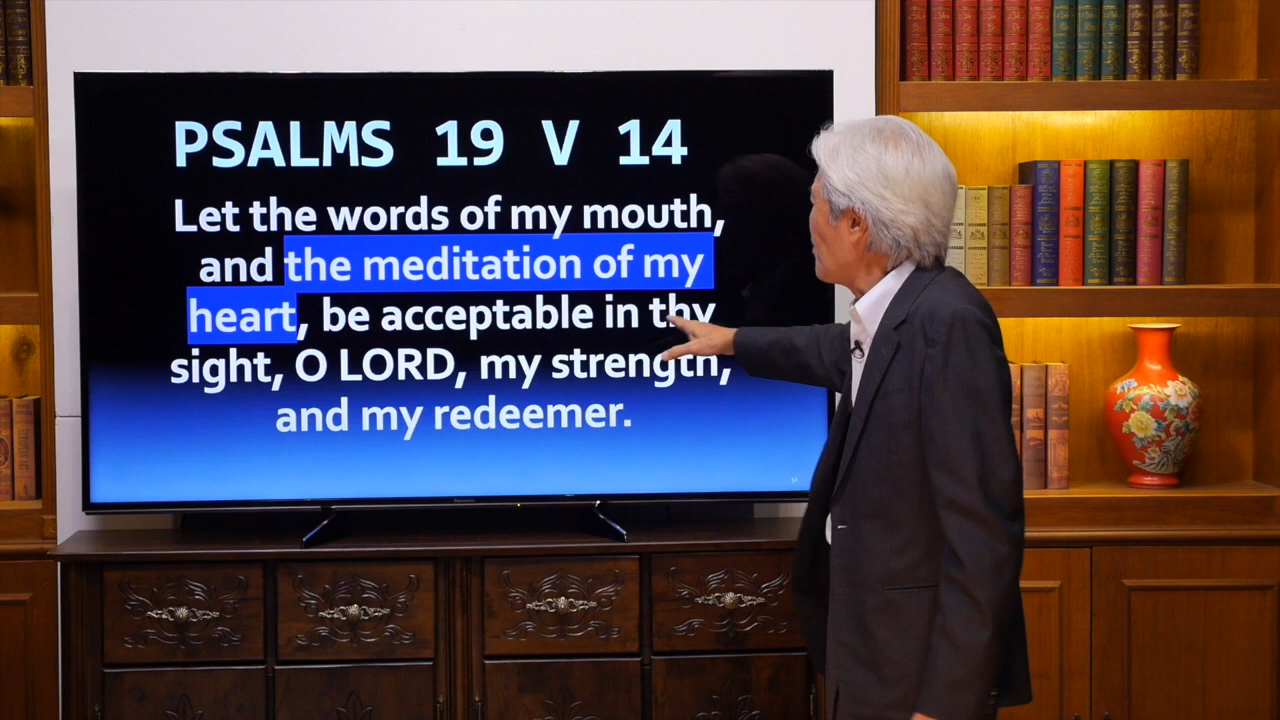 PSALMS 19 V 14
Let the words of my mouth,
and the meditation of my
heart, be acceptable in thy
sight, O LORD, my strength,
and my redeemer.